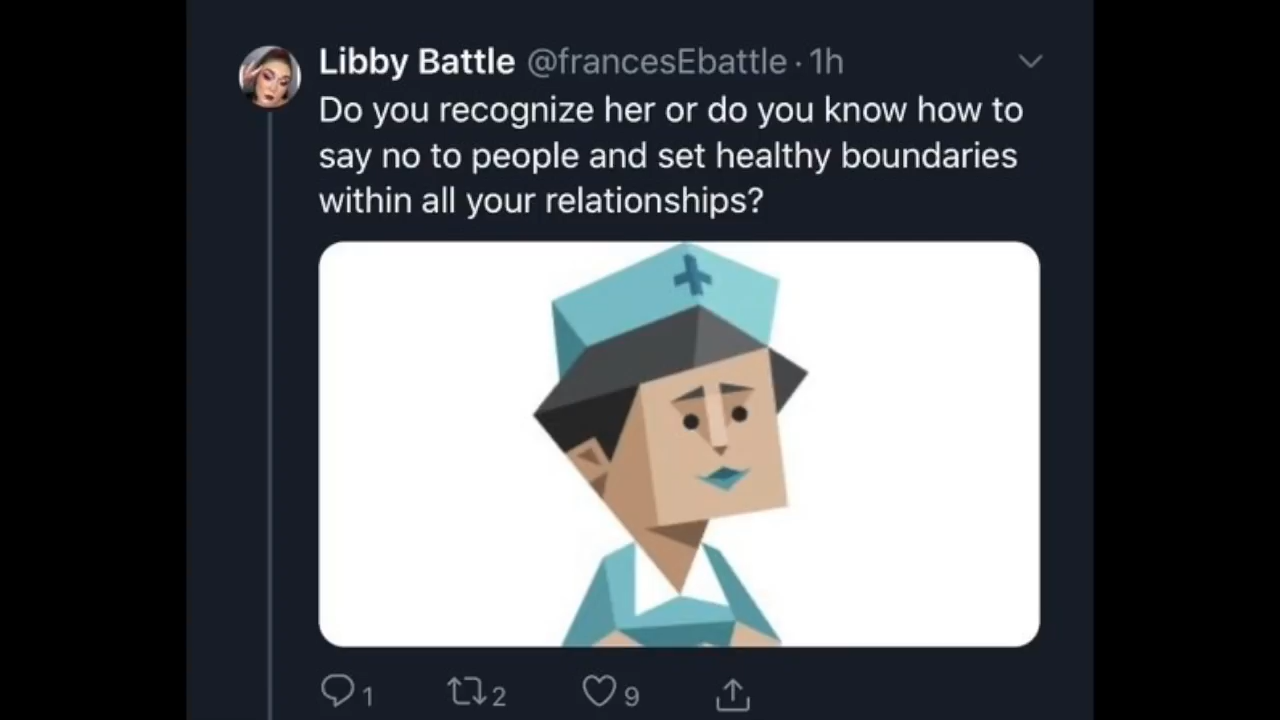 Libby Battle @francesEbattle · 1h
Do you recognize her or do you know how to
say no to people and set healthy boundaries
within all your relationships?
1 2 9